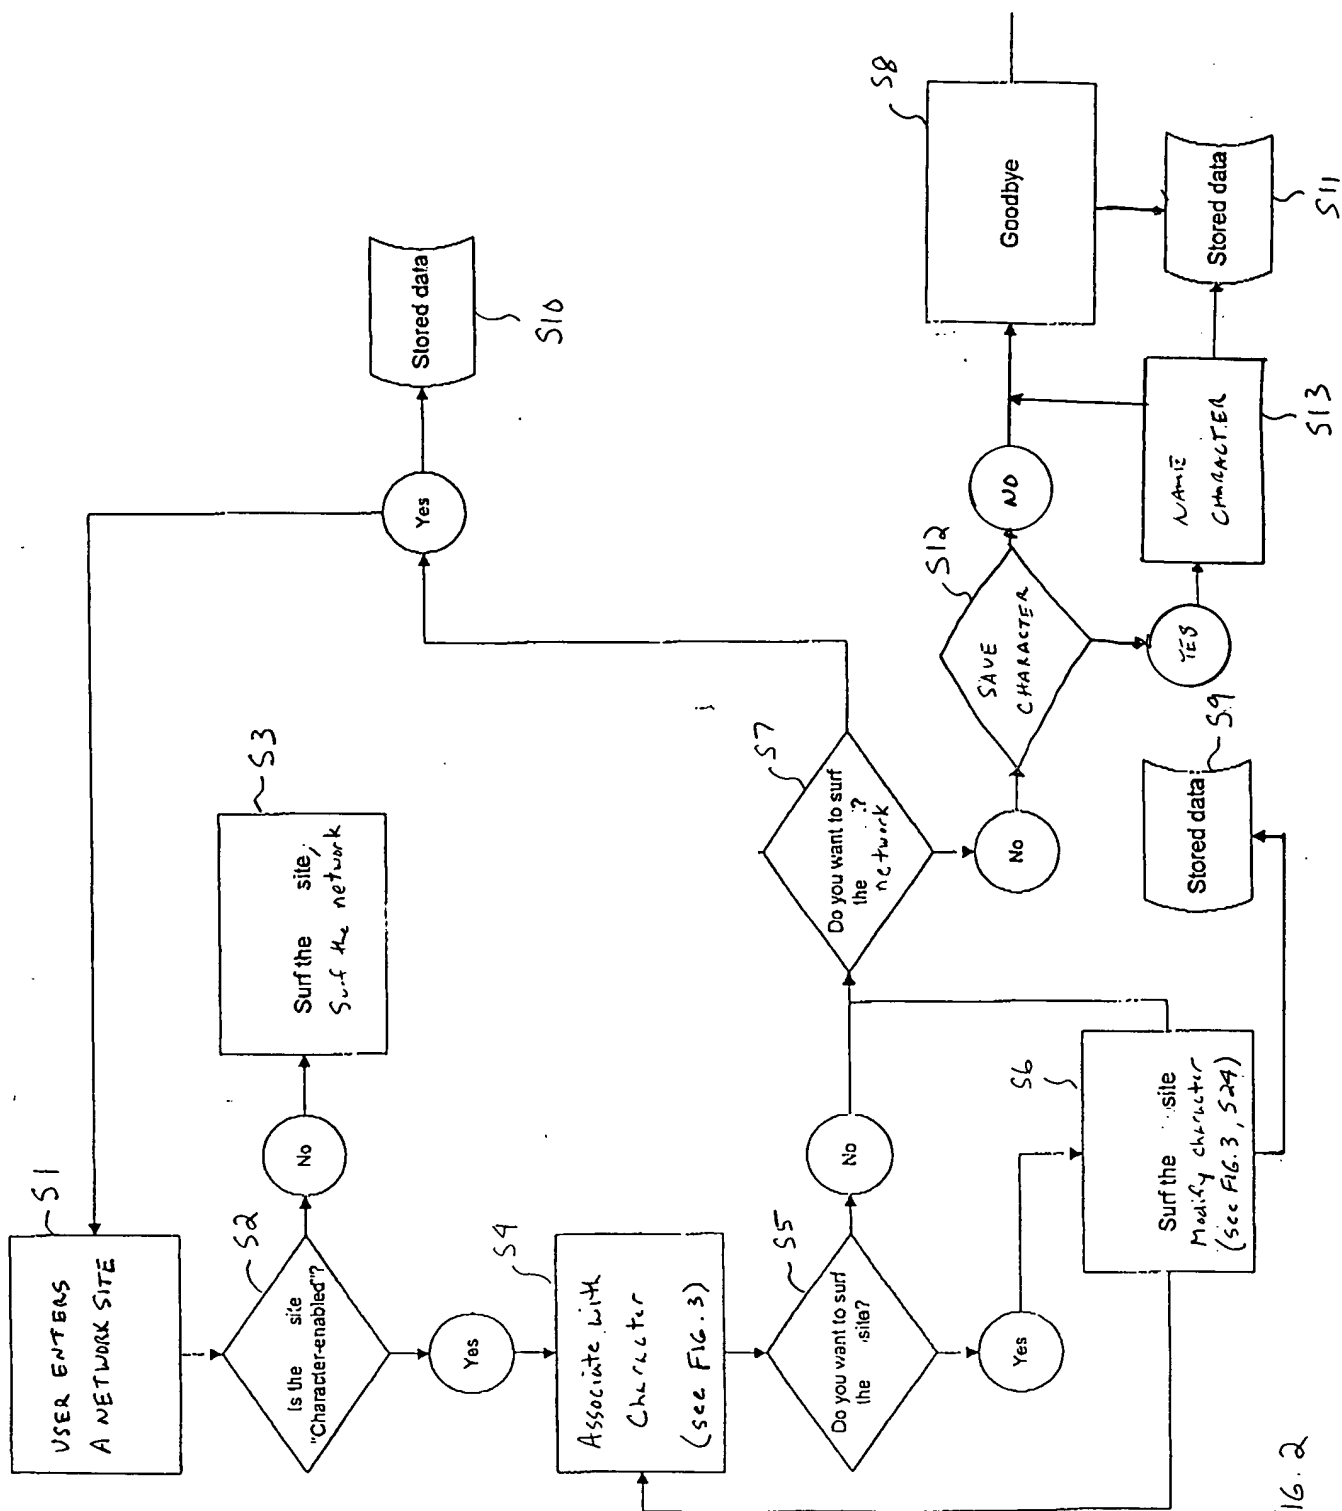 S1
USER ENTERS
A NETWORK SITE
S2
Is the site
"Character-enabled"?
No
S3
Surf the site;
Surf the network
Yes
S4
Associate with
Character
(see FIG. 3)
S5
Do you want to surf
the site?
No
Yes
S6
Surf the site
Modify character
(see FIG. 3, S24)
Stored data
S9
S7
Do you want to surf
the ?
network
Yes
Stored data
S10
No
S12
SAVE
CHARACTER
NO
YES
NAME
CHARACTER
S13
S8
Goodbye
Stored data
S11
IG. 2